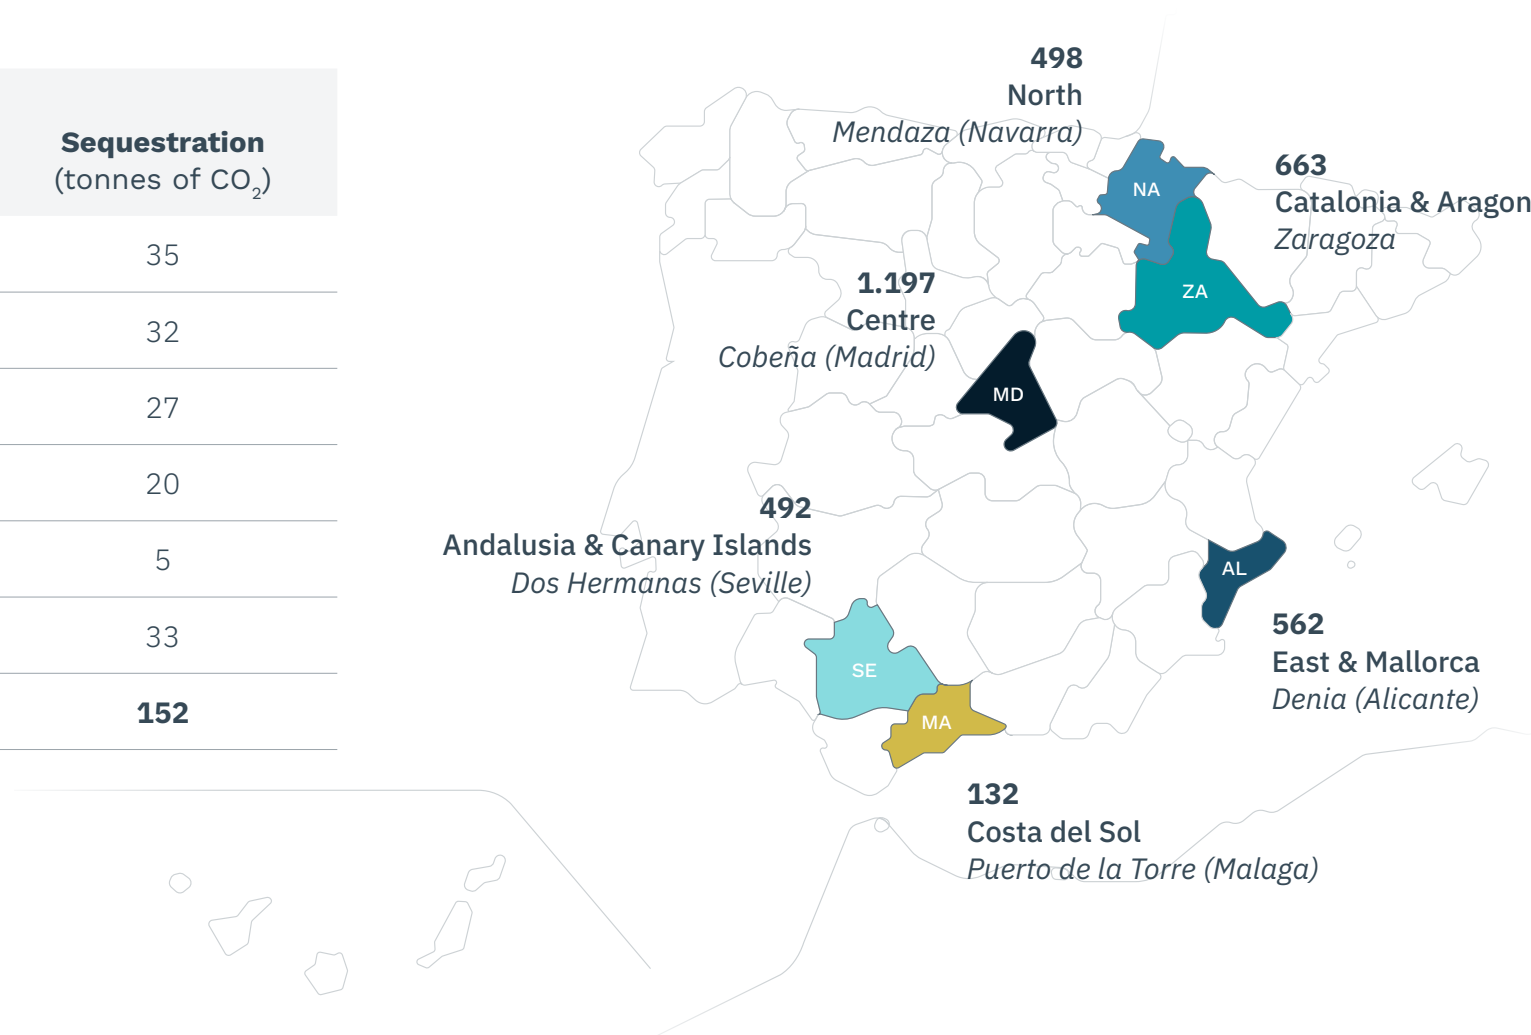 Sequestration
(tonnes of CO₂)
35
32
27
20
5
33
152
498
North
Mendaza (Navarra)
NA
663
Catalonia & Aragon
Zaragoza
ZA
1.197
Centre
Cobeña (Madrid)
MD
492
Andalusia & Canary Islands
Dos Hermanas (Seville)
SE
AL
562
East & Mallorca
Denia (Alicante)
MA
132
Costa del Sol
Puerto de la Torre (Malaga)